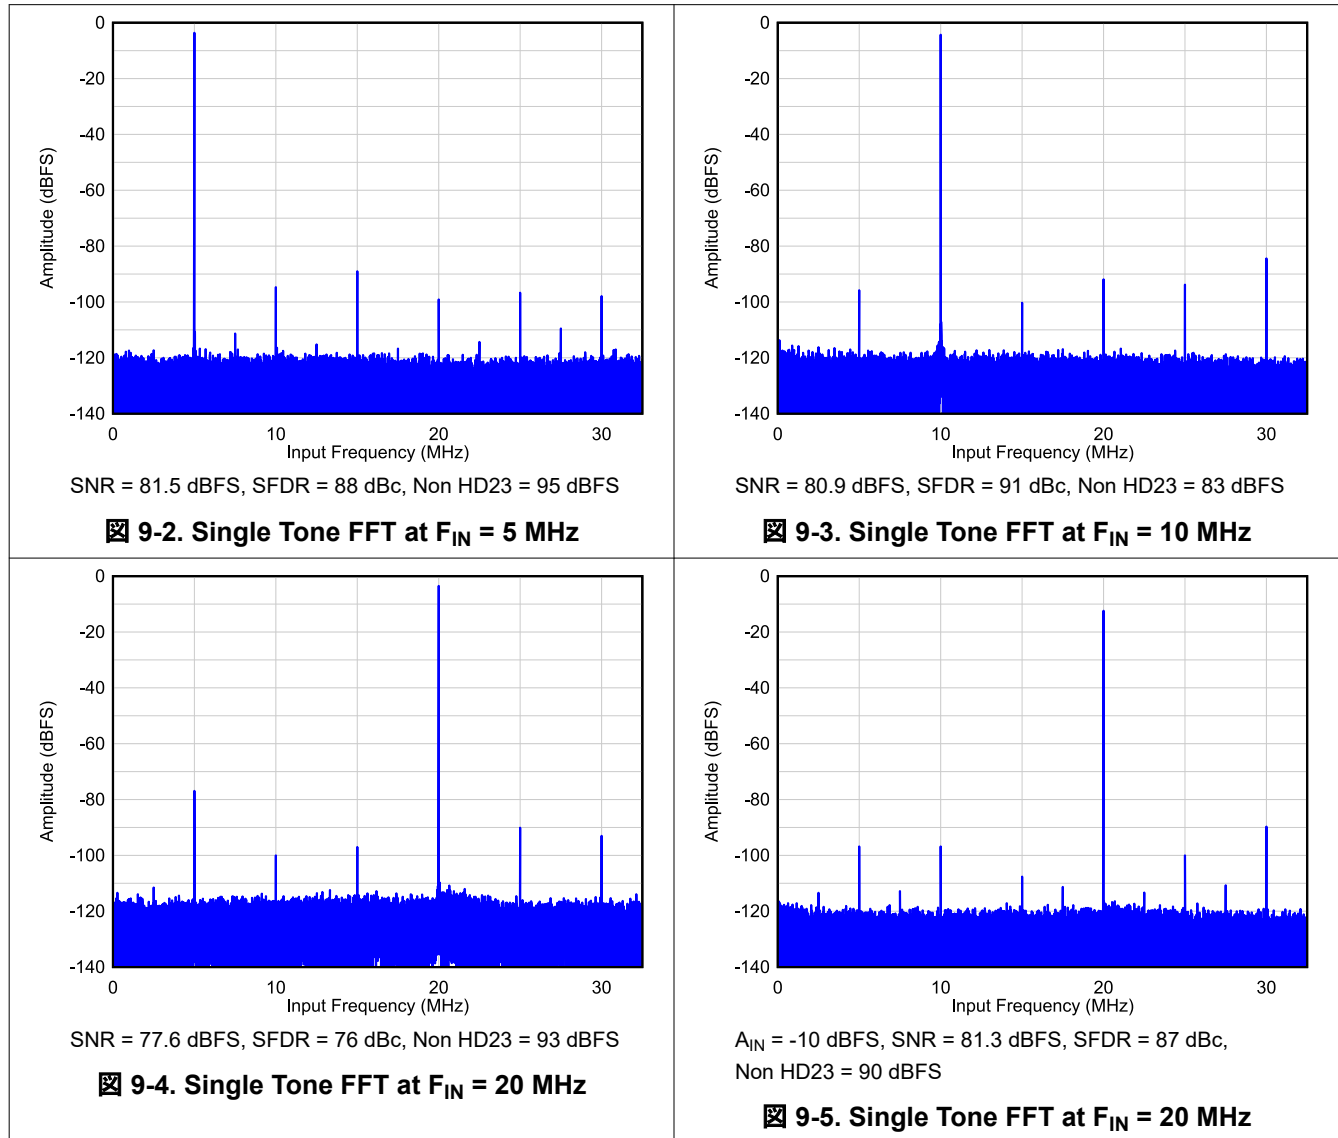 0
-20
-40
-60
-80
-100
-120
-140
Amplitude (dBFS)
0 10 20 30
Input Frequency (MHz)
SNR = 81.5 dBFS, SFDR = 88 dBc, Non HD23 = 95 dBFS
図 9-2. Single Tone FFT at FIN = 5 MHz
0
-20
-40
-60
-80
-100
-120
-140
Amplitude (dBFS)
0 10 20 30
Input Frequency (MHz)
SNR = 80.9 dBFS, SFDR = 91 dBc, Non HD23 = 83 dBFS
図 9-3. Single Tone FFT at FIN = 10 MHz
0
-20
-40
-60
-80
-100
-120
-140
Amplitude (dBFS)
0 10 20 30
Input Frequency (MHz)
SNR = 77.6 dBFS, SFDR = 76 dBc, Non HD23 = 93 dBFS
図 9-4. Single Tone FFT at FIN = 20 MHz
0
-20
-40
-60
-80
-100
-120
-140
Amplitude (dBFS)
0 10 20 30
Input Frequency (MHz)
AIN = -10 dBFS, SNR = 81.3 dBFS, SFDR = 87 dBc,
Non HD23 = 90 dBFS
図 9-5. Single Tone FFT at FIN = 20 MHz